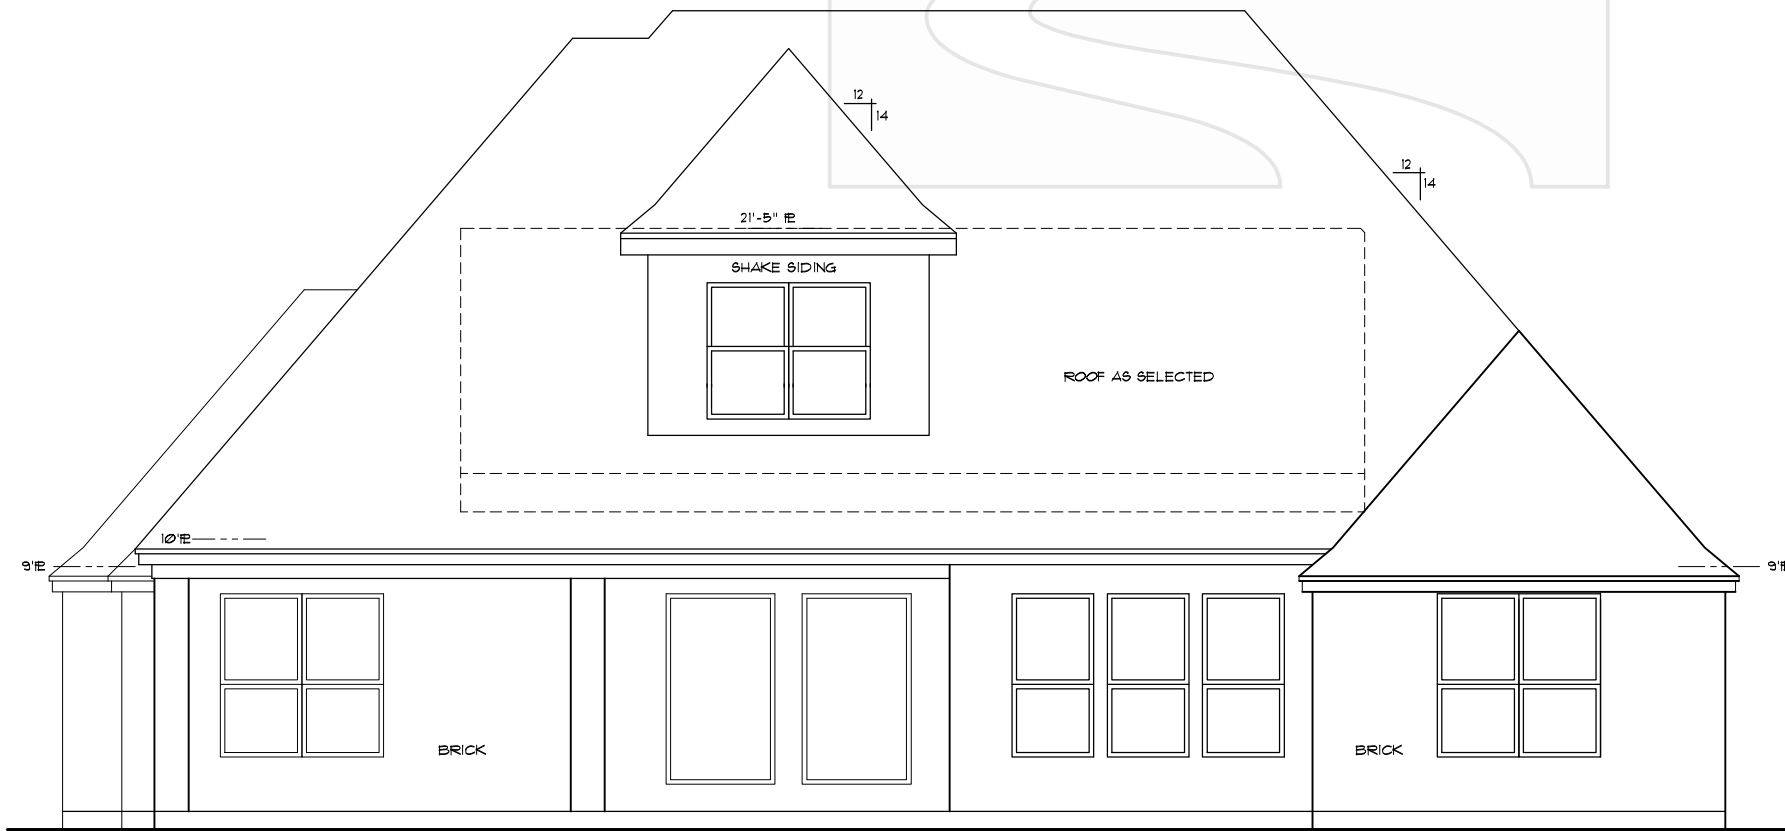 12
14
12
14
21'-5" PL
SHAKE SIDING
ROOF AS SELECTED
10'PL
9'PL
9'PL
BRICK
BRICK